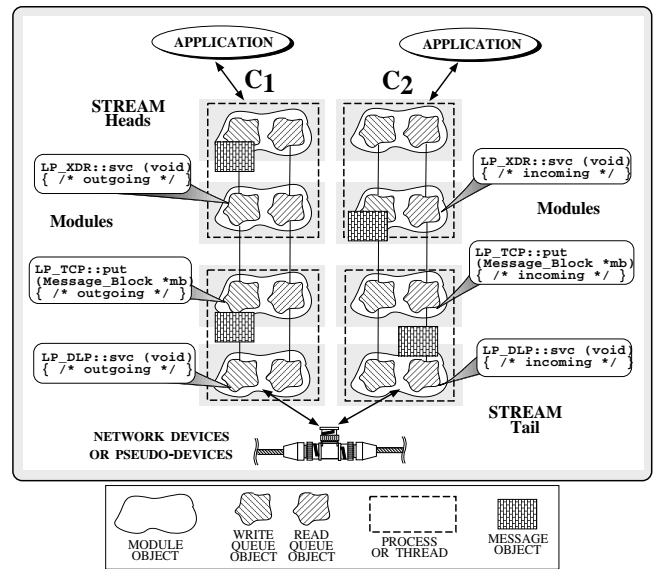 APPLICATION
APPLICATION
C1
C2
STREAM
Heads
LP_XDR::svc (void)
{ /* outgoing */ }
LP_XDR::svc (void)
{ /* incoming */ }
Modules
Modules
LP_TCP::put
(Message_Block *mb)
{ /* outgoing */ }
LP_TCP::put
(Message_Block *mb)
{ /* incoming */ }
LP_DLP::svc (void)
{ /* outgoing */ }
LP_DLP::svc (void)
{ /* incoming */ }
STREAM
Tail
NETWORK DEVICES
OR PSEUDO-DEVICES
MODULE
OBJECT
WRITE
QUEUE
OBJECT
READ
QUEUE
OBJECT
PROCESS
OR THREAD
MESSAGE
OBJECT